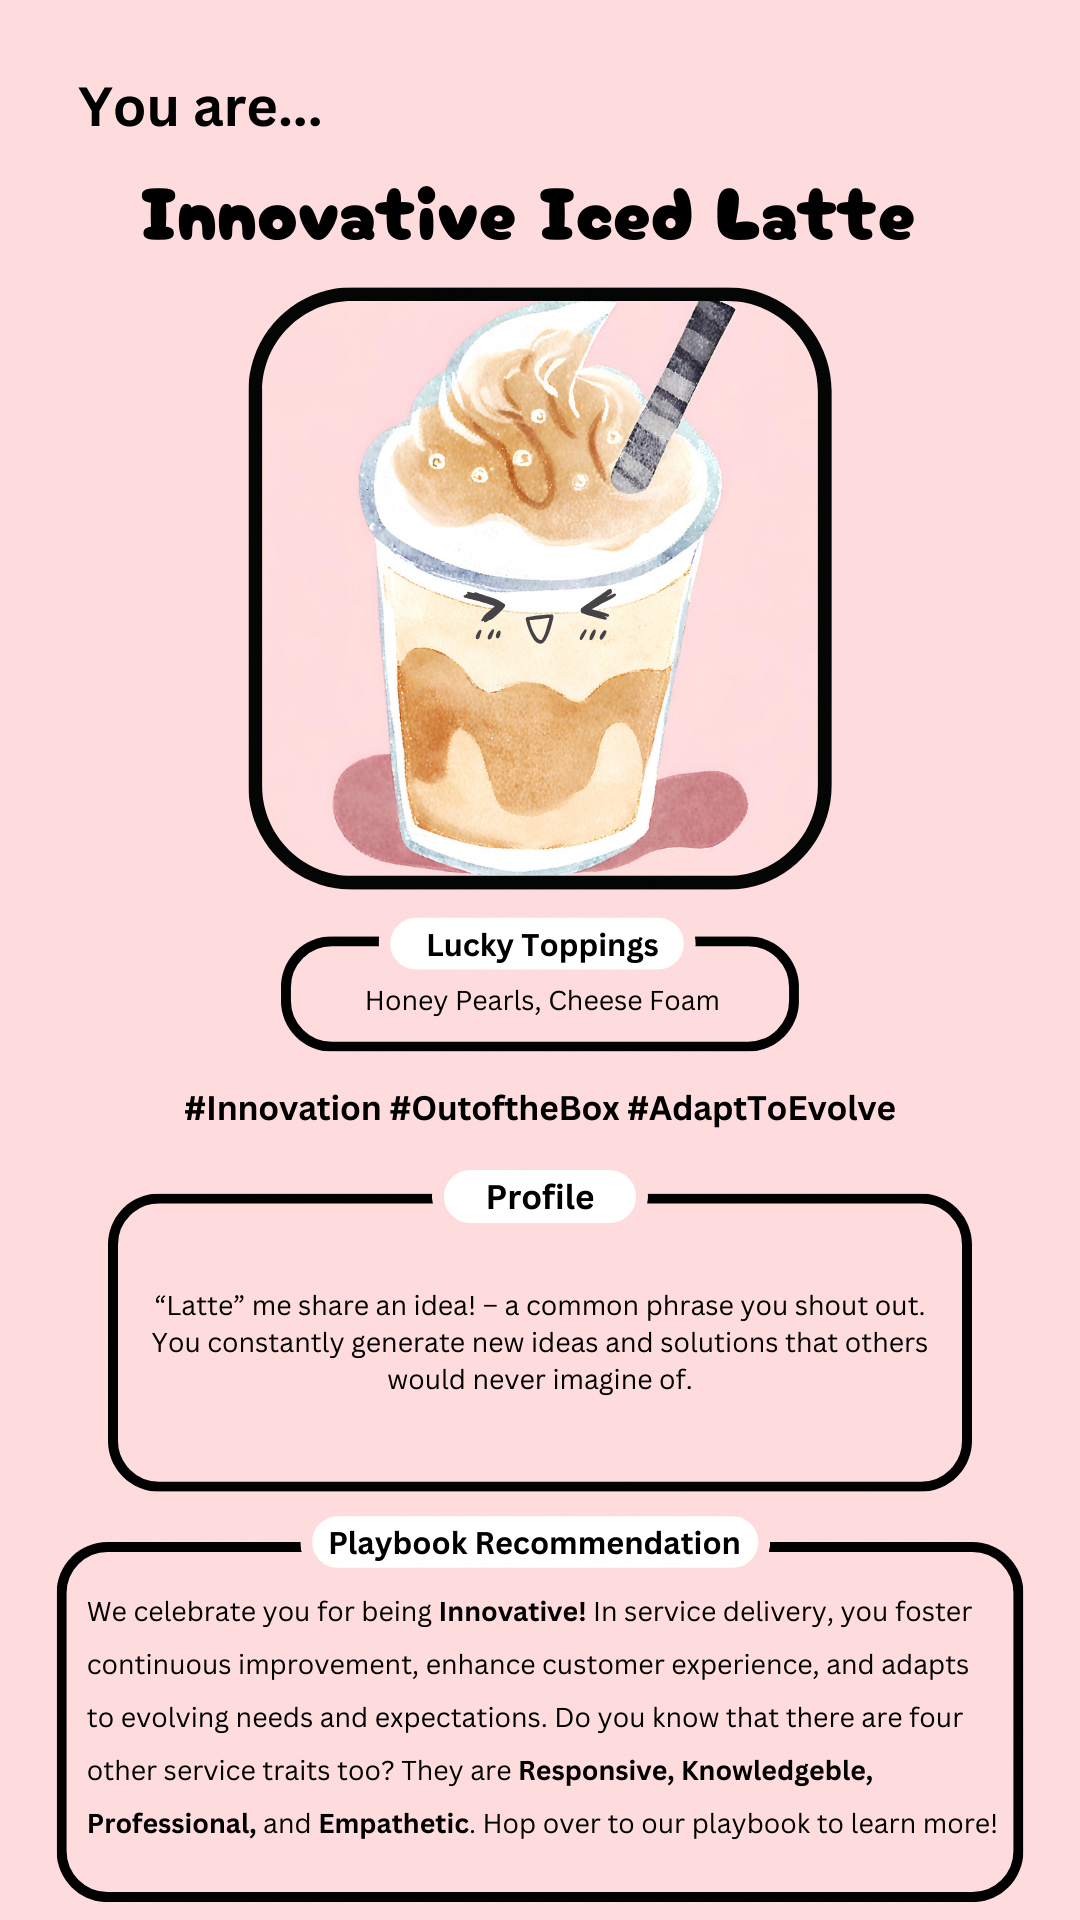 You are...
Innovative Iced Latte
Lucky Toppings
Honey Pearls, Cheese Foam
#Innovation #OutoftheBox #AdaptToEvolve
Profile
“Latte” me share an idea! – a common phrase you shout out.
You constantly generate new ideas and solutions that others
would never imagine of.
Playbook Recommendation
We celebrate you for being Innovative! In service delivery, you foster
continuous improvement, enhance customer experience, and adapts
to evolving needs and expectations. Do you know that there are four
other service traits too? They are Responsive, Knowledgeble,
Professional, and Empathetic. Hop over to our playbook to learn more!